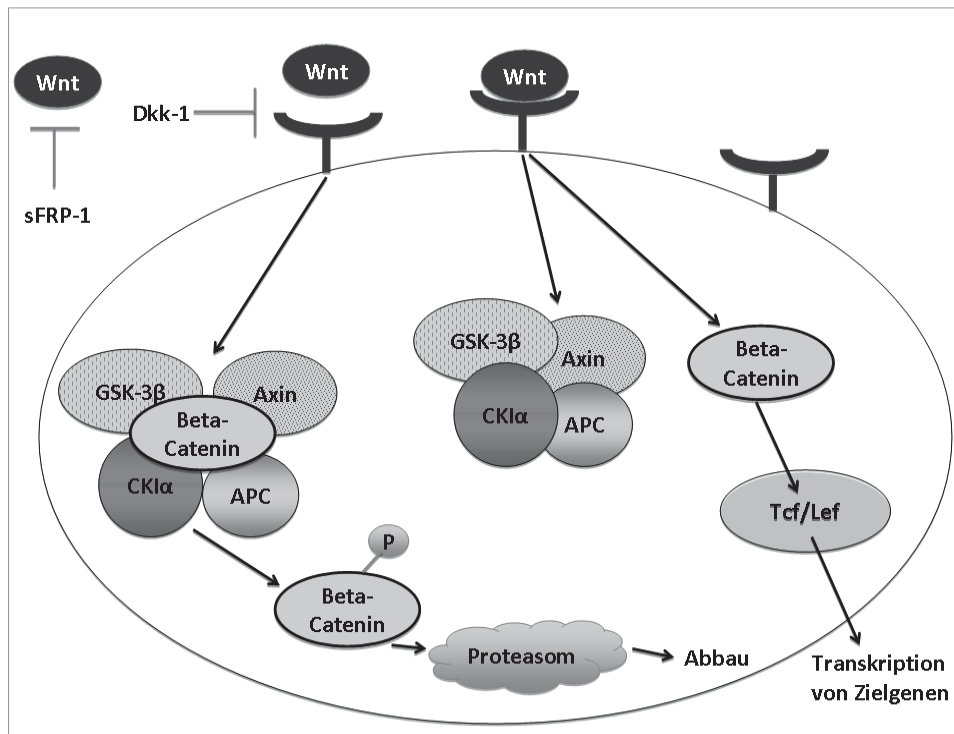 Wnt
Dkk-1
sFRP-1
Wnt
Wnt
GSK-3β
Axin
Beta-
Catenin
CKIα
APC
GSK-3β
Axin
CKIα
APC
Beta-
Catenin
Tcf/Lef
P
Beta-
Catenin
Proteasom
Abbau
Transkription
von Zielgenen